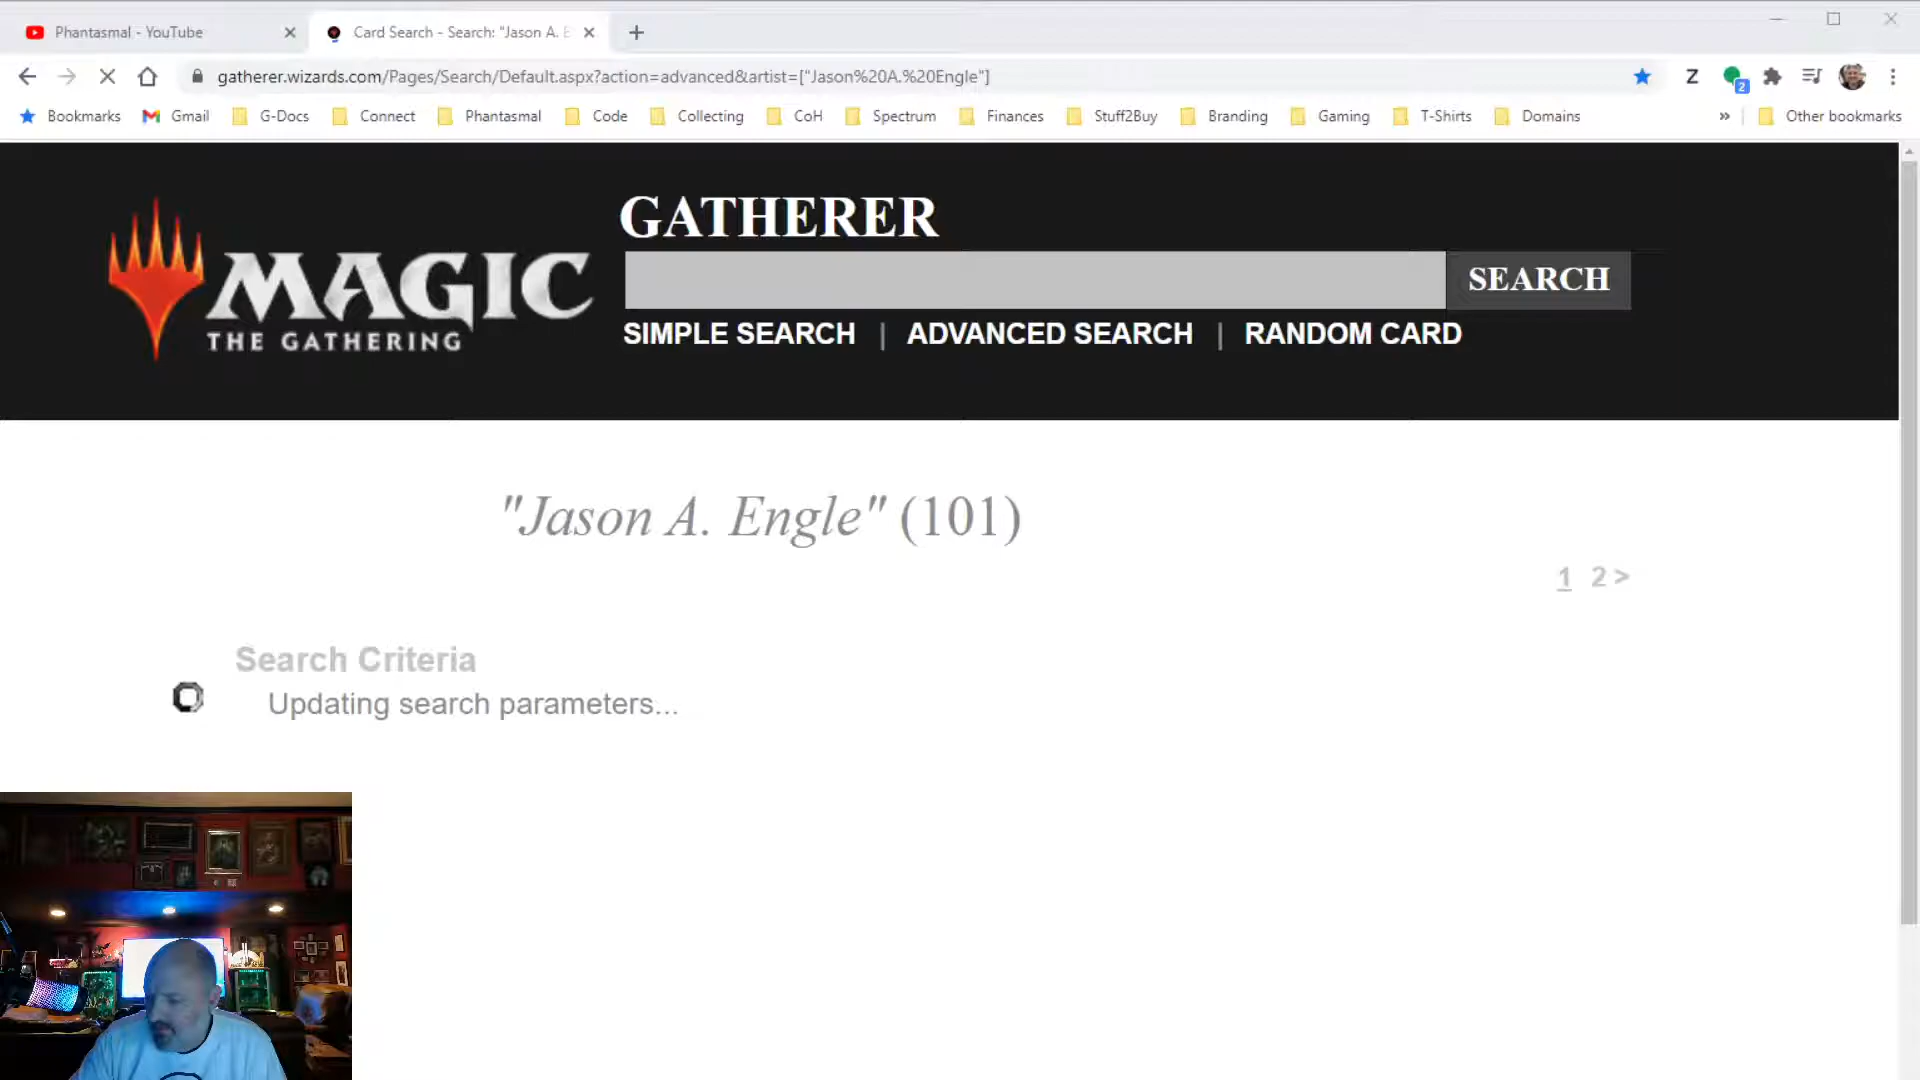 Phantasmal - YouTube
Card Search - Search: "Jason A. E
gatherer.wizards.com/Pages/Search/Default.aspx?action=advanced&artist=["Jason%20A.%20Engle"]
Z
2
Bookmarks
Gmail
G-Docs
Connect
Phantasmal
Code
Collecting
CoH
Spectrum
Finances
Stuff2Buy
Branding
Gaming
T-Shirts
Domains
»
Other bookmarks
MAGIC
THE GATHERING
GATHERER
SEARCH
SIMPLE SEARCH | ADVANCED SEARCH | RANDOM CARD
"Jason A. Engle" (101)
1 2 >
Search Criteria
Updating search parameters...